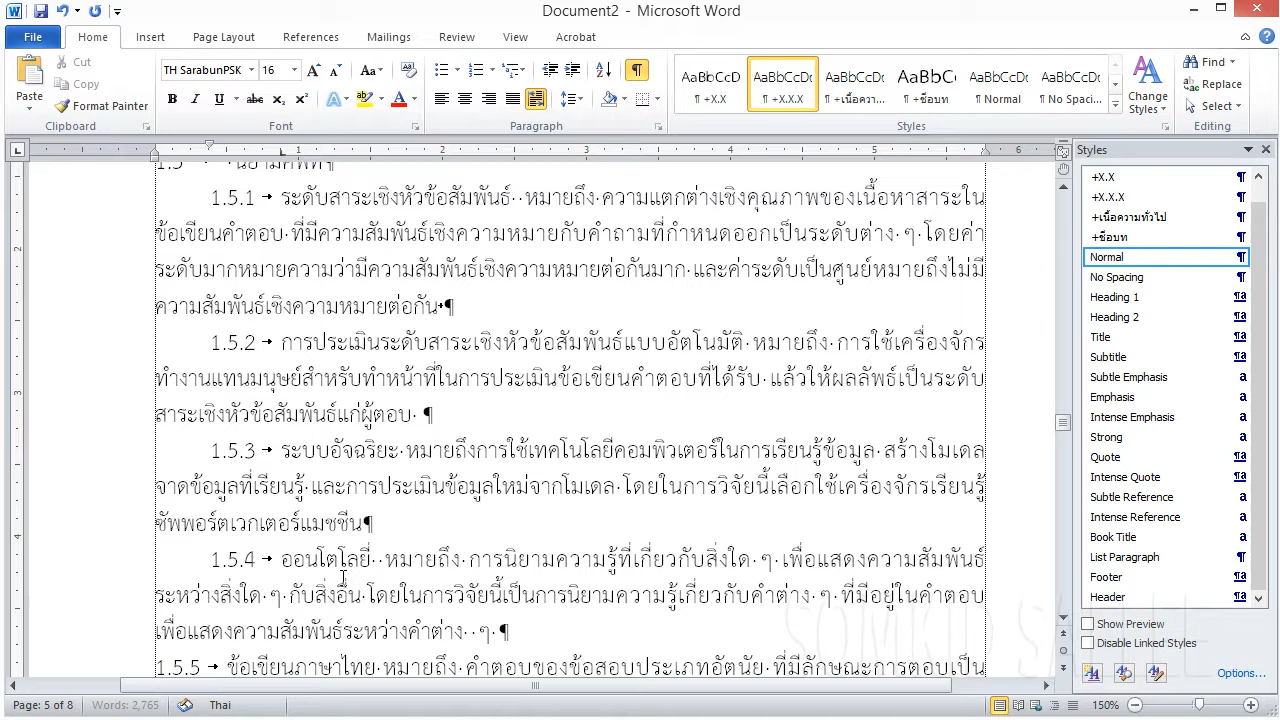 Document2 - Microsoft Word
File Home Insert Page Layout References Mailings Review View Acrobat
Paste Cut Copy Format Painter Clipboard
TH SarabunPSK 16 Font
Paragraph
AaBbCcD ¶ +X.X AaBbCcDc ¶ +X.X.X AaBbCcDc ¶ +เนื้อควา... AaBbC ¶ +ชื่อบท AaBbCcDc ¶ Normal AaBbCcDc ¶ No Spaci... Change Styles Styles
Find Replace Select Editing
1.5.1 ระดับสาระเชิงหัวข้อสัมพันธ์ หมายถึง ความแตกต่างเชิงคุณภาพของเนื้อหาสาระใน
ข้อเขียนคำตอบ ที่มีความสัมพันธ์เชิงความหมายกับคำถามที่กำหนดออกเป็นระดับต่าง ๆ โดยค่า
ระดับมากหมายความว่ามีความสัมพันธ์เชิงความหมายต่อกันมาก และค่าระดับเป็นศูนย์หมายถึงไม่มี
ความสัมพันธ์เชิงความหมายต่อกัน ¶
1.5.2 การประเมินระดับสาระเชิงหัวข้อสัมพันธ์แบบอัตโนมัติ หมายถึง การใช้เครื่องจักร
ทำงานแทนมนุษย์สำหรับทำหน้าที่ในการประเมินข้อเขียนคำตอบที่ได้รับ แล้วให้ผลลัพธ์เป็นระดับ
สาระเชิงหัวข้อสัมพันธ์แก่ผู้ตอบ ¶
1.5.3 ระบบอัจฉริยะ หมายถึงการใช้เทคโนโลยีคอมพิวเตอร์ในการเรียนรู้ข้อมูล สร้างโมเดล
จาดข้อมูลที่เรียนรู้ และการประเมินข้อมูลใหม่จากโมเดล โดยในการวิจัยนี้เลือกใช้เครื่องจักรเรียนรู้
ซัพพอร์ตเวกเตอร์แมชชีน¶
1.5.4 ออนโตโลยี่ หมายถึง การนิยามความรู้ที่เกี่ยวกับสิ่งใด ๆ เพื่อแสดงความสัมพันธ์
ระหว่างสิ่งใด ๆ กับสิ่งอื่น โดยในการวิจัยนี้เป็นการนิยามความรู้เกี่ยวกับคำต่าง ๆ ที่มีอยู่ในคำตอบ
เพื่อแสดงความสัมพันธ์ระหว่างคำต่าง ๆ ¶
1.5.5 ข้อเขียนภาษาไทย หมายถึง คำตอบของข้อสอบประเภทอัตนัย ที่มีลักษณะการตอบเป็น
Styles
+X.X
+X.X.X
+เนื้อความทั่วไป
+ชื่อบท
Normal
No Spacing
Heading 1
Heading 2
Title
Subtitle
Subtle Emphasis
Emphasis
Intense Emphasis
Strong
Quote
Intense Quote
Subtle Reference
Intense Reference
Book Title
List Paragraph
Footer
Header
Show Preview
Disable Linked Styles
Options...
Page: 5 of 8 Words: 2,765 Thai 150%